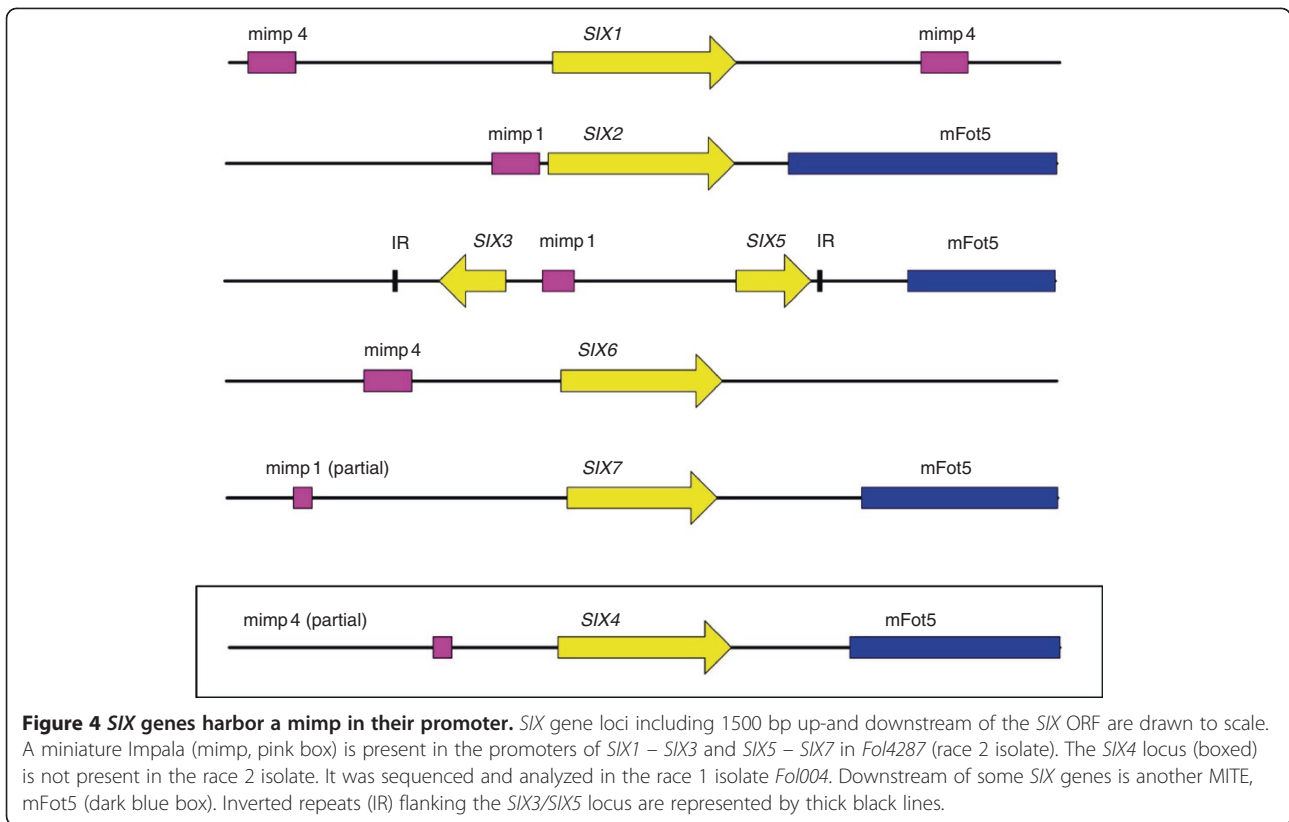 mimp 4 SIX1 mimp 4
mimp 1 SIX2 mFot5
IR SIX3 mimp 1 SIX5 IR mFot5
mimp 4 SIX6
mimp 1 (partial) SIX7 mFot5
mimp 4 (partial) SIX4 mFot5
Figure 4 SIX genes harbor a mimp in their promoter. SIX gene loci including 1500 bp up-and downstream of the SIX ORF are drawn to scale.
A miniature Impala (mimp, pink box) is present in the promoters of SIX1 – SIX3 and SIX5 – SIX7 in Fol4287 (race 2 isolate). The SIX4 locus (boxed)
is not present in the race 2 isolate. It was sequenced and analyzed in the race 1 isolate Fol004. Downstream of some SIX genes is another MITE,
mFot5 (dark blue box). Inverted repeats (IR) flanking the SIX3/SIX5 locus are represented by thick black lines.